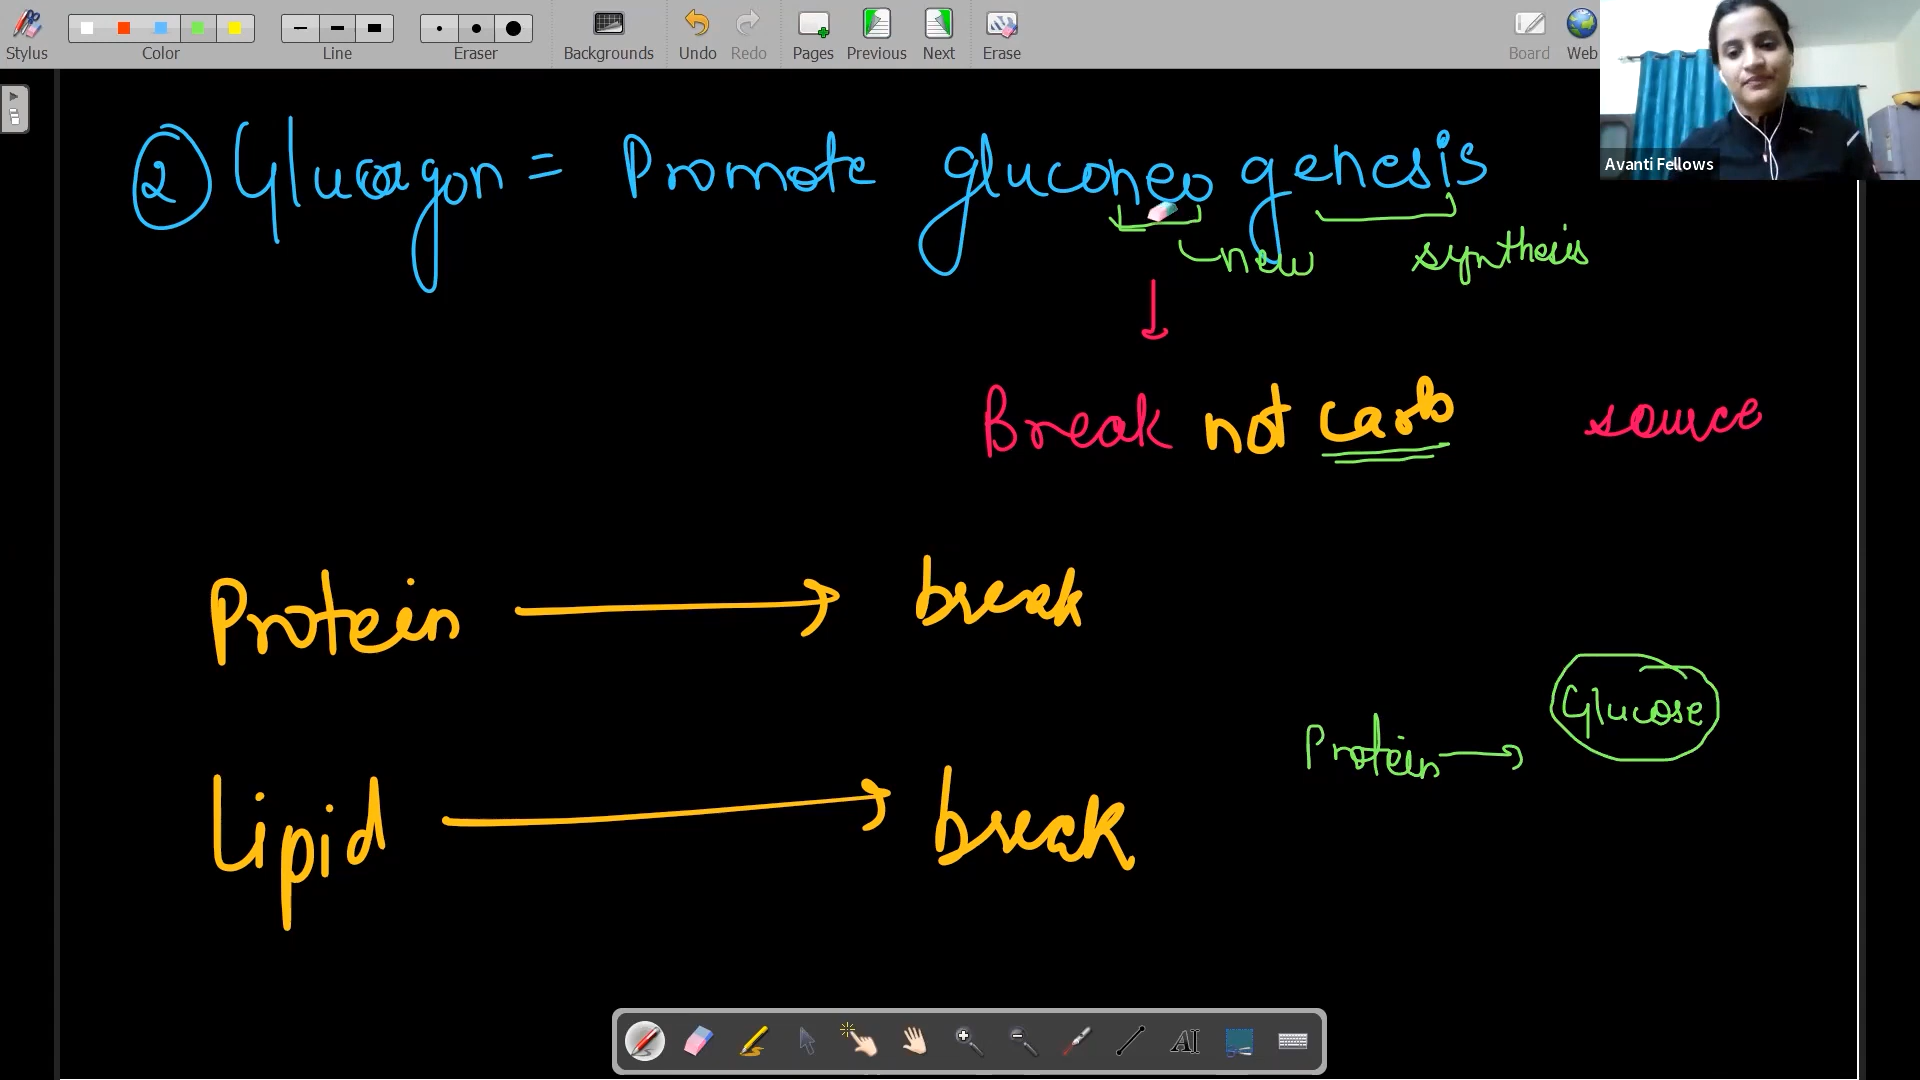 Stylus Color Line Eraser Backgrounds Undo Redo Pages Previous Next Erase Board Web
Avanti Fellows
2 Glucagon = Promote gluconeo genesis
new synthesis
Break not carb source
Protein → break
Glucose
Protein →
Lipid → break
AI